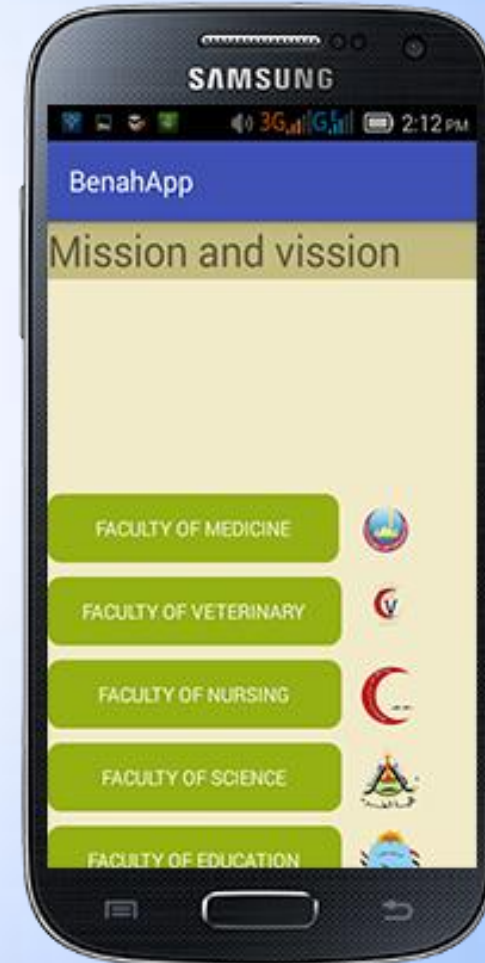 SAMSUNG
3G G 2:12 PM
BenahApp
Mission and vission
FACULTY OF MEDICINE
FACULTY OF VETERINARY
V
FACULTY OF NURSING
FACULTY OF SCIENCE
FACULTY OF EDUCATION